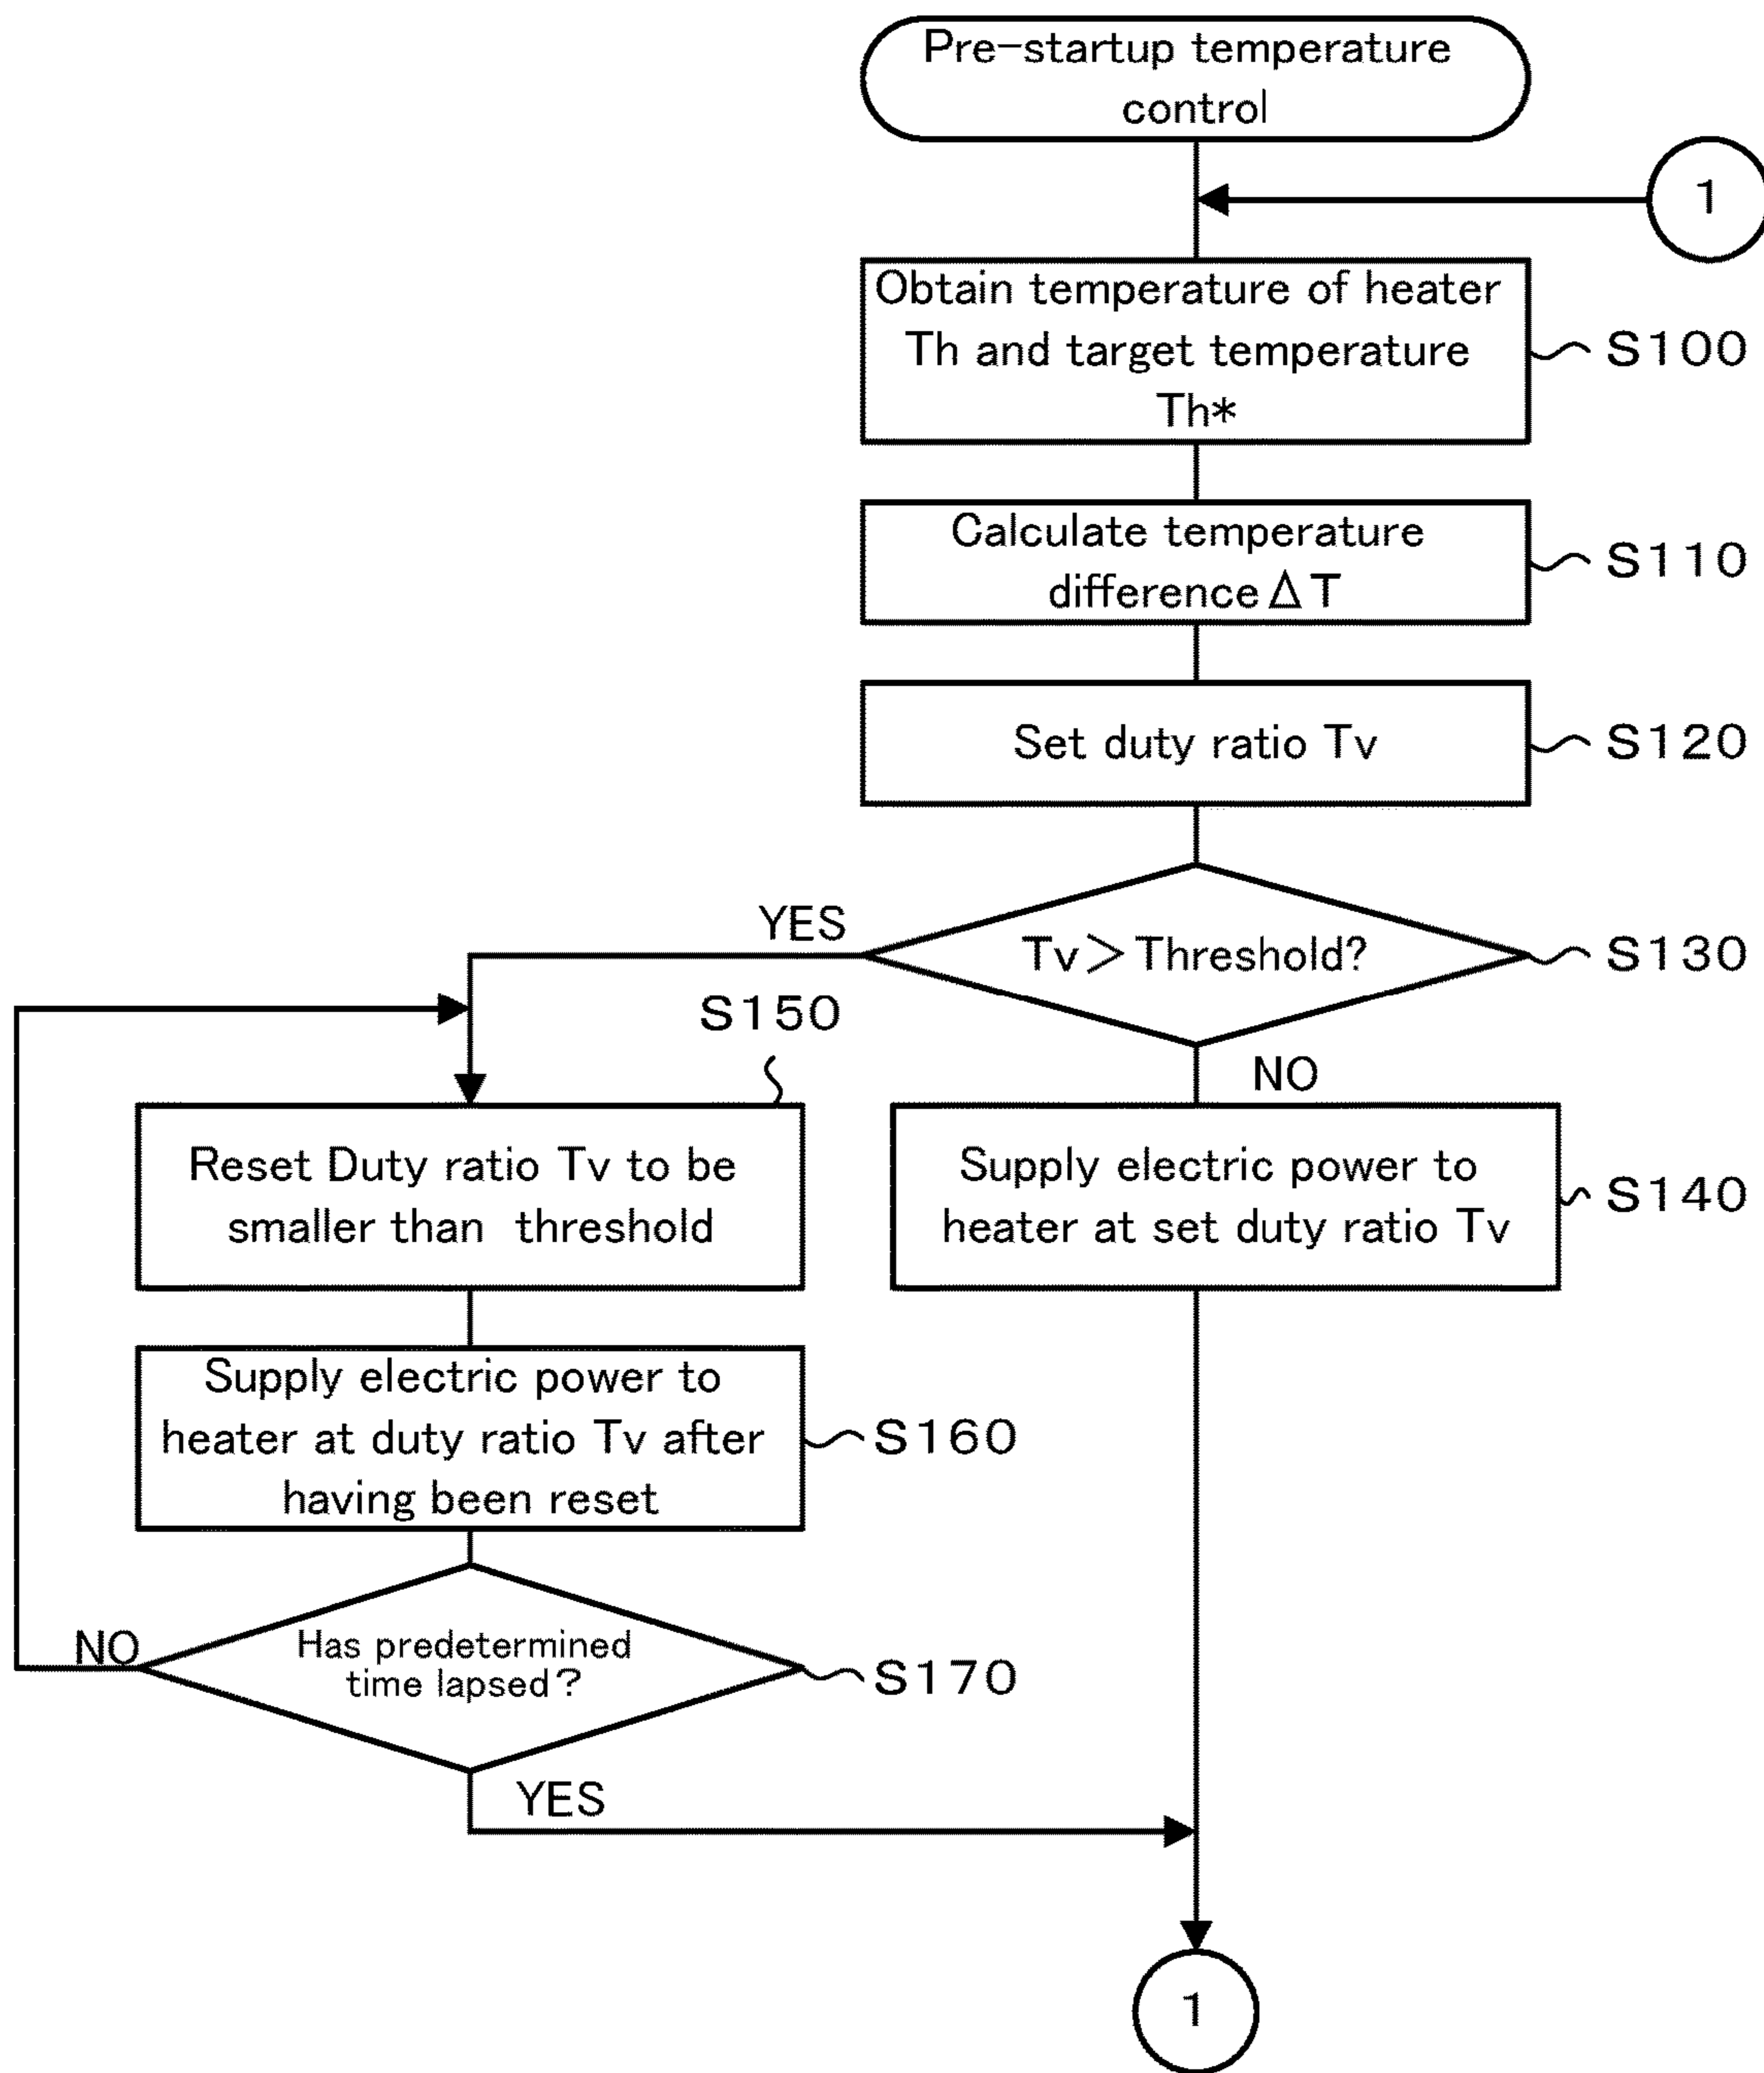 Pre-startup temperature
control
1
Obtain temperature of heater
Th and target temperature
Th*
S100
Calculate temperature
difference ΔT
S110
Set duty ratio Tv
S120
YES
Tv＞Threshold?
S130
S150
NO
Reset Duty ratio Tv to be
smaller than threshold
Supply electric power to
heater at set duty ratio Tv
S140
Supply electric power to
heater at duty ratio Tv after
having been reset
S160
NO
Has predetermined
time lapsed?
S170
YES
1